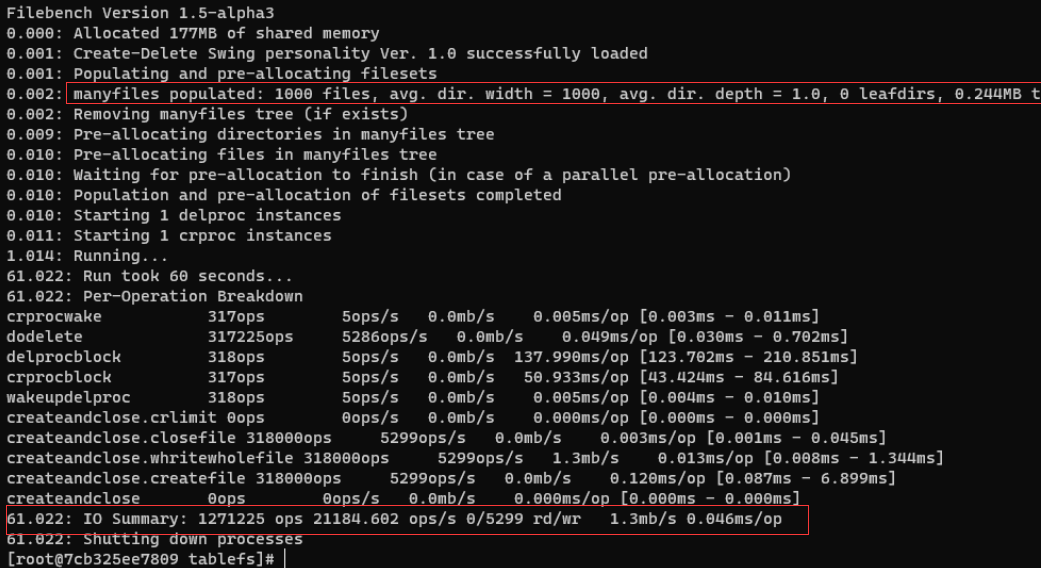 Filebench Version 1.5-alpha3
0.000: Allocated 177MB of shared memory
0.001: Create-Delete Swing personality Ver. 1.0 successfully loaded
0.001: Populating and pre-allocating filesets
0.002: manyfiles populated: 1000 files, avg. dir. width = 1000, avg. dir. depth = 1.0, 0 leafdirs, 0.244MB t
0.002: Removing manyfiles tree (if exists)
0.009: Pre-allocating directories in manyfiles tree
0.010: Pre-allocating files in manyfiles tree
0.010: Waiting for pre-allocation to finish (in case of a parallel pre-allocation)
0.010: Population and pre-allocation of filesets completed
0.010: Starting 1 delproc instances
0.011: Starting 1 crproc instances
1.014: Running...
61.022: Run took 60 seconds...
61.022: Per-Operation Breakdown
crprocwake           317ops        5ops/s   0.0mb/s    0.005ms/op [0.003ms - 0.011ms]
dodelete             317225ops     5286ops/s   0.0mb/s    0.049ms/op [0.030ms - 0.702ms]
delprocblock         318ops        5ops/s   0.0mb/s  137.990ms/op [123.702ms - 210.851ms]
crprocblock          317ops        5ops/s   0.0mb/s   50.933ms/op [43.424ms - 84.616ms]
wakeupdelproc        318ops        5ops/s   0.0mb/s    0.005ms/op [0.004ms - 0.010ms]
createandclose.crlimit 0ops        0ops/s   0.0mb/s    0.000ms/op [0.000ms - 0.000ms]
createandclose.closefile 318000ops     5299ops/s   0.0mb/s    0.003ms/op [0.001ms - 0.045ms]
createandclose.whritewholefile 318000ops     5299ops/s   1.3mb/s    0.013ms/op [0.008ms - 1.344ms]
createandclose.createfile 318000ops     5299ops/s   0.0mb/s    0.120ms/op [0.087ms - 6.899ms]
createandclose       0ops      0ops/s   0.0mb/s    0.000ms/op [0.000ms - 0.000ms]
61.022: IO Summary: 1271225 ops 21184.602 ops/s 0/5299 rd/wr   1.3mb/s 0.046ms/op
61.022: Shutting down processes
[root@7cb325ee7809 tablefs]#